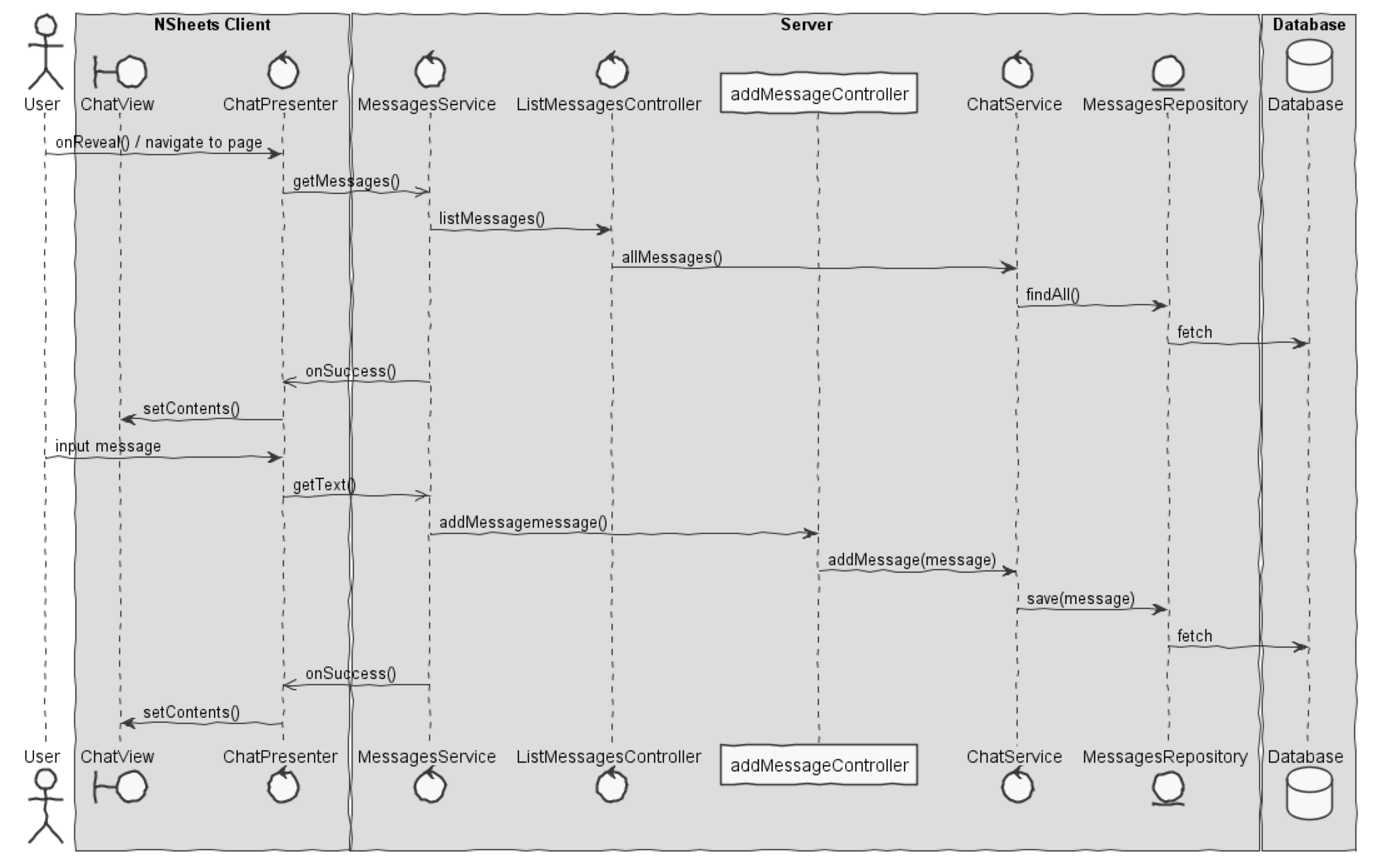 NSheets Client
Server
Database
User
ChatView
ChatPresenter
MessagesService
ListMessagesController
addMessageController
ChatService
MessagesRepository
Database
onReveal() / navigate to page
getMessages()
listMessages()
allMessages()
findAll()
fetch
onSuccess()
setContents()
input message
getText()
addMessagemessage()
addMessage(message)
save(message)
fetch
onSuccess()
setContents()
User
ChatView
ChatPresenter
MessagesService
ListMessagesController
addMessageController
ChatService
MessagesRepository
Database